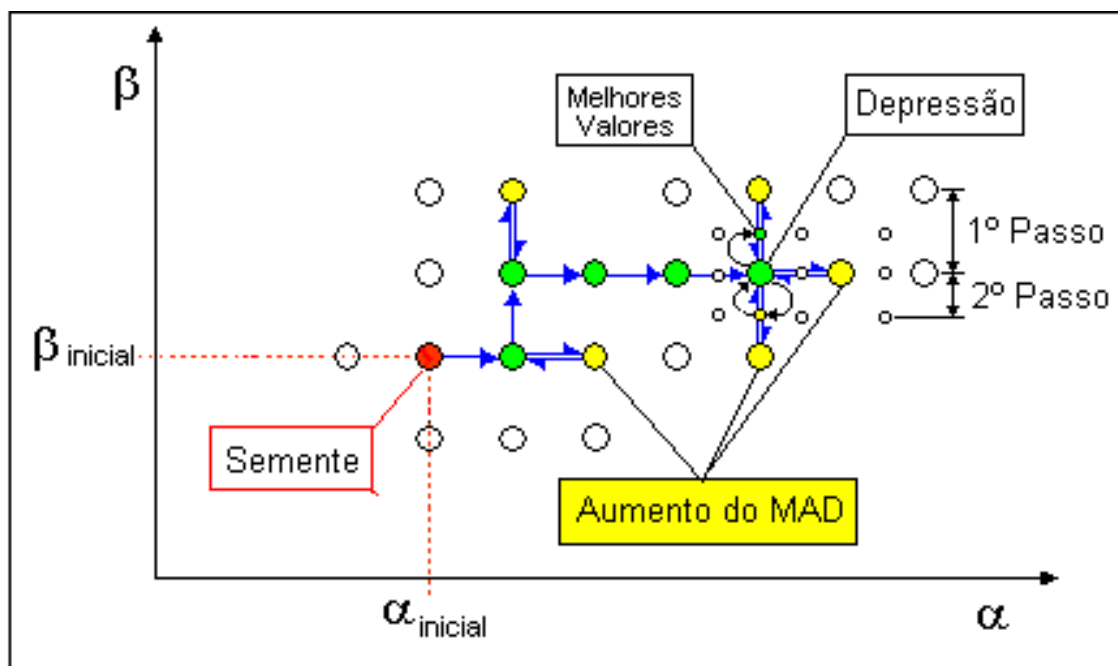 β
Melhores
Valores
Depressão
1º Passo
2º Passo
β inicial
Semente
Aumento do MAD
α inicial
α